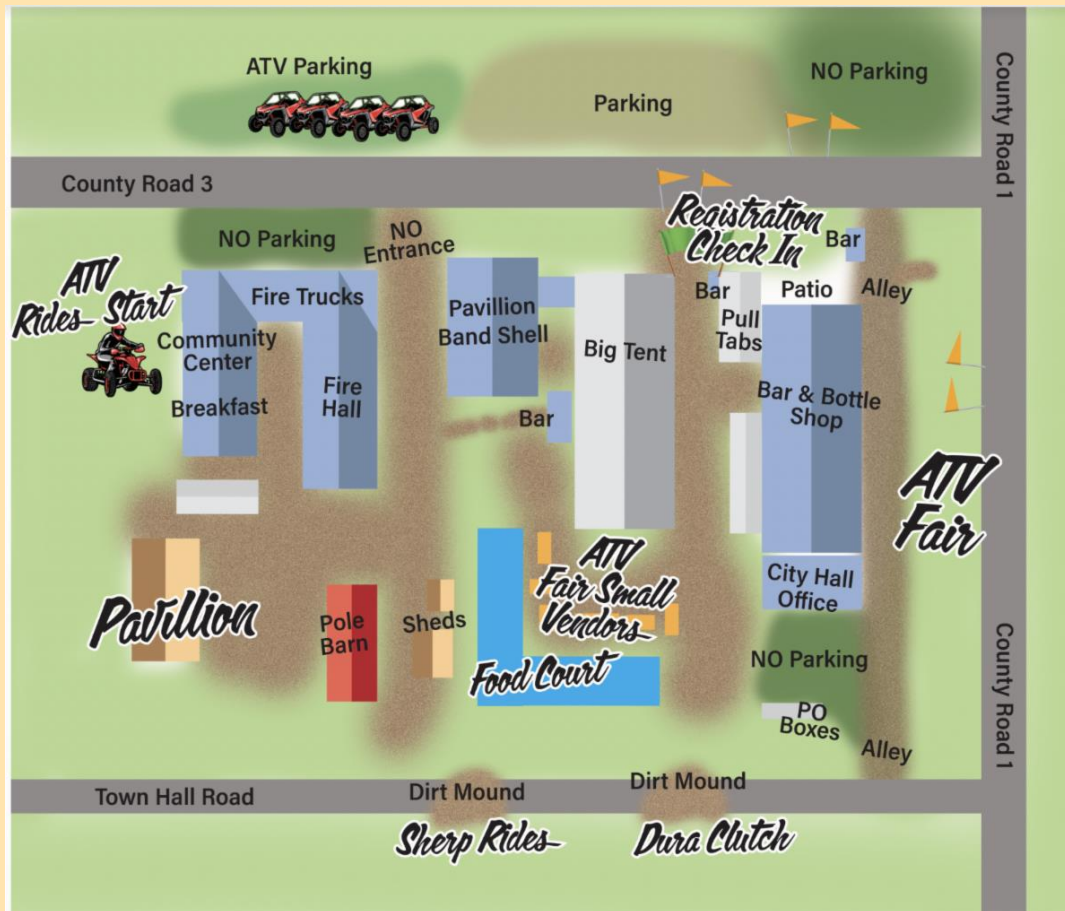 ATV Parking
Parking
NO Parking
County Road 1
County Road 3
NO Parking
NO
Entrance
Registration
Check In
Bar
ATV
Rides Start
Fire Trucks
Pavillion
Band Shell
Bar
Patio
Alley
Community
Center
Breakfast
Fire
Hall
Big Tent
Pull
Tabs
Bar & Bottle
Shop
Bar
ATV
Fair
ATV
Fair Small
Vendors
City Hall
Office
Pavillion
Pole
Barn
Sheds
Food Court
NO Parking
PO
Boxes
Alley
County Road 1
Town Hall Road
Dirt Mound
Dirt Mound
Sherp Rides
Dura Clutch